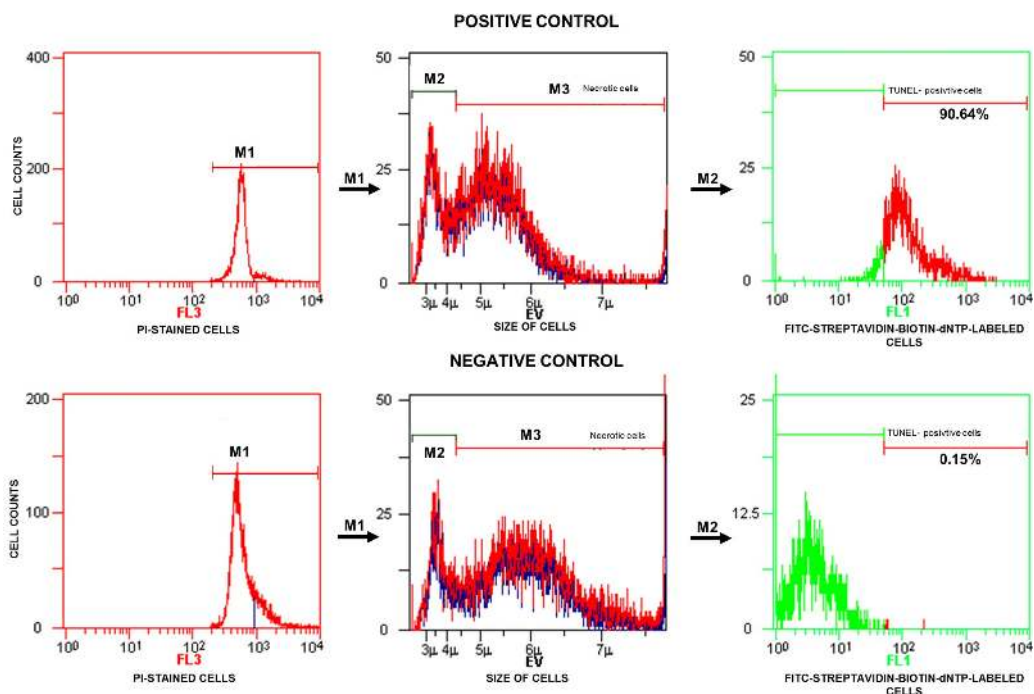 POSITIVE CONTROL
400
200
0
CELL COUNTS
M1
10⁰ 10¹ 10² 10³ 10⁴
FL3
PI-STAINED CELLS
M1
50
25
0
M2
M3 Necrotic cells
3µ 4µ 5µ 6µ 7µ
EV
SIZE OF CELLS
M2
50
25
0
TUNEL- posivtive cells
90.64%
10⁰ 10¹ 10² 10³ 10⁴
FL1
FITC-STREPTAVIDIN-BIOTIN-dNTP-LABELED
CELLS
NEGATIVE CONTROL
200
100
0
CELL COUNTS
M1
10⁰ 10¹ 10² 10³ 10⁴
FL3
PI-STAINED CELLS
M1
50
25
0
M2
M3 Necrotic cells
3µ 4µ 5µ 6µ 7µ
EV
SIZE OF CELLS
M2
25
12.5
0
TUNEL- posivtive cells
0.15%
10⁰ 10¹ 10² 10³ 10⁴
FL1
FITC-STREPTAVIDIN-BIOTIN-dNTP-LABELED
CELLS